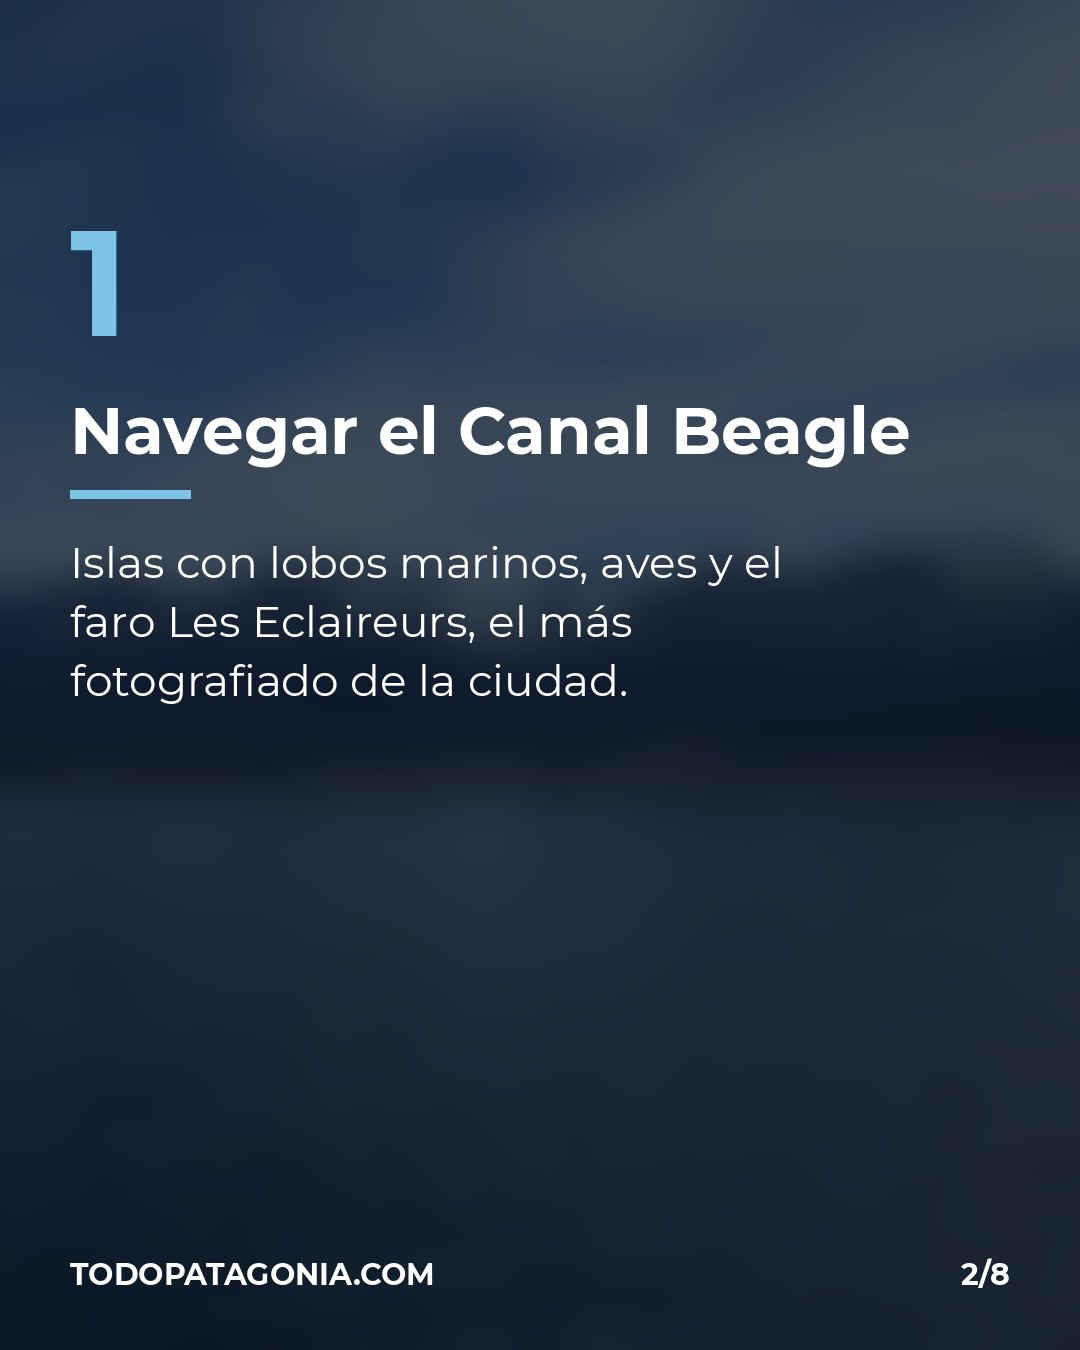 1
Navegar el Canal Beagle
Islas con lobos marinos, aves y el
faro Les Eclaireurs, el más
fotografiado de la ciudad.
TODOPATAGONIA.COM
2/8